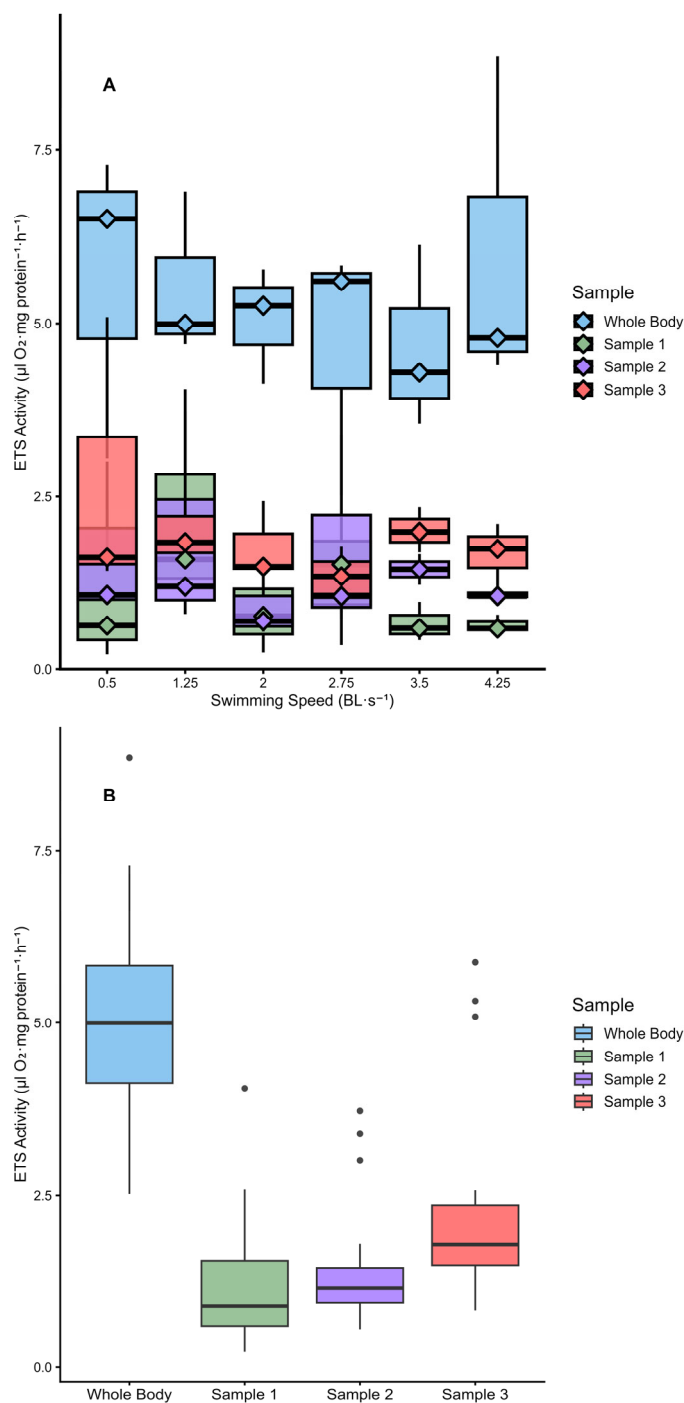 A
7.5
5.0
2.5
0.0
ETS Activity (µl O₂·mg protein⁻¹·h⁻¹)
0.5 1.25 2 2.75 3.5 4.25
Swimming Speed (BL·s⁻¹)
Sample
Whole Body
Sample 1
Sample 2
Sample 3
B
7.5
5.0
2.5
0.0
ETS Activity (µl O₂·mg protein⁻¹·h⁻¹)
Whole Body Sample 1 Sample 2 Sample 3
Sample
Whole Body
Sample 1
Sample 2
Sample 3